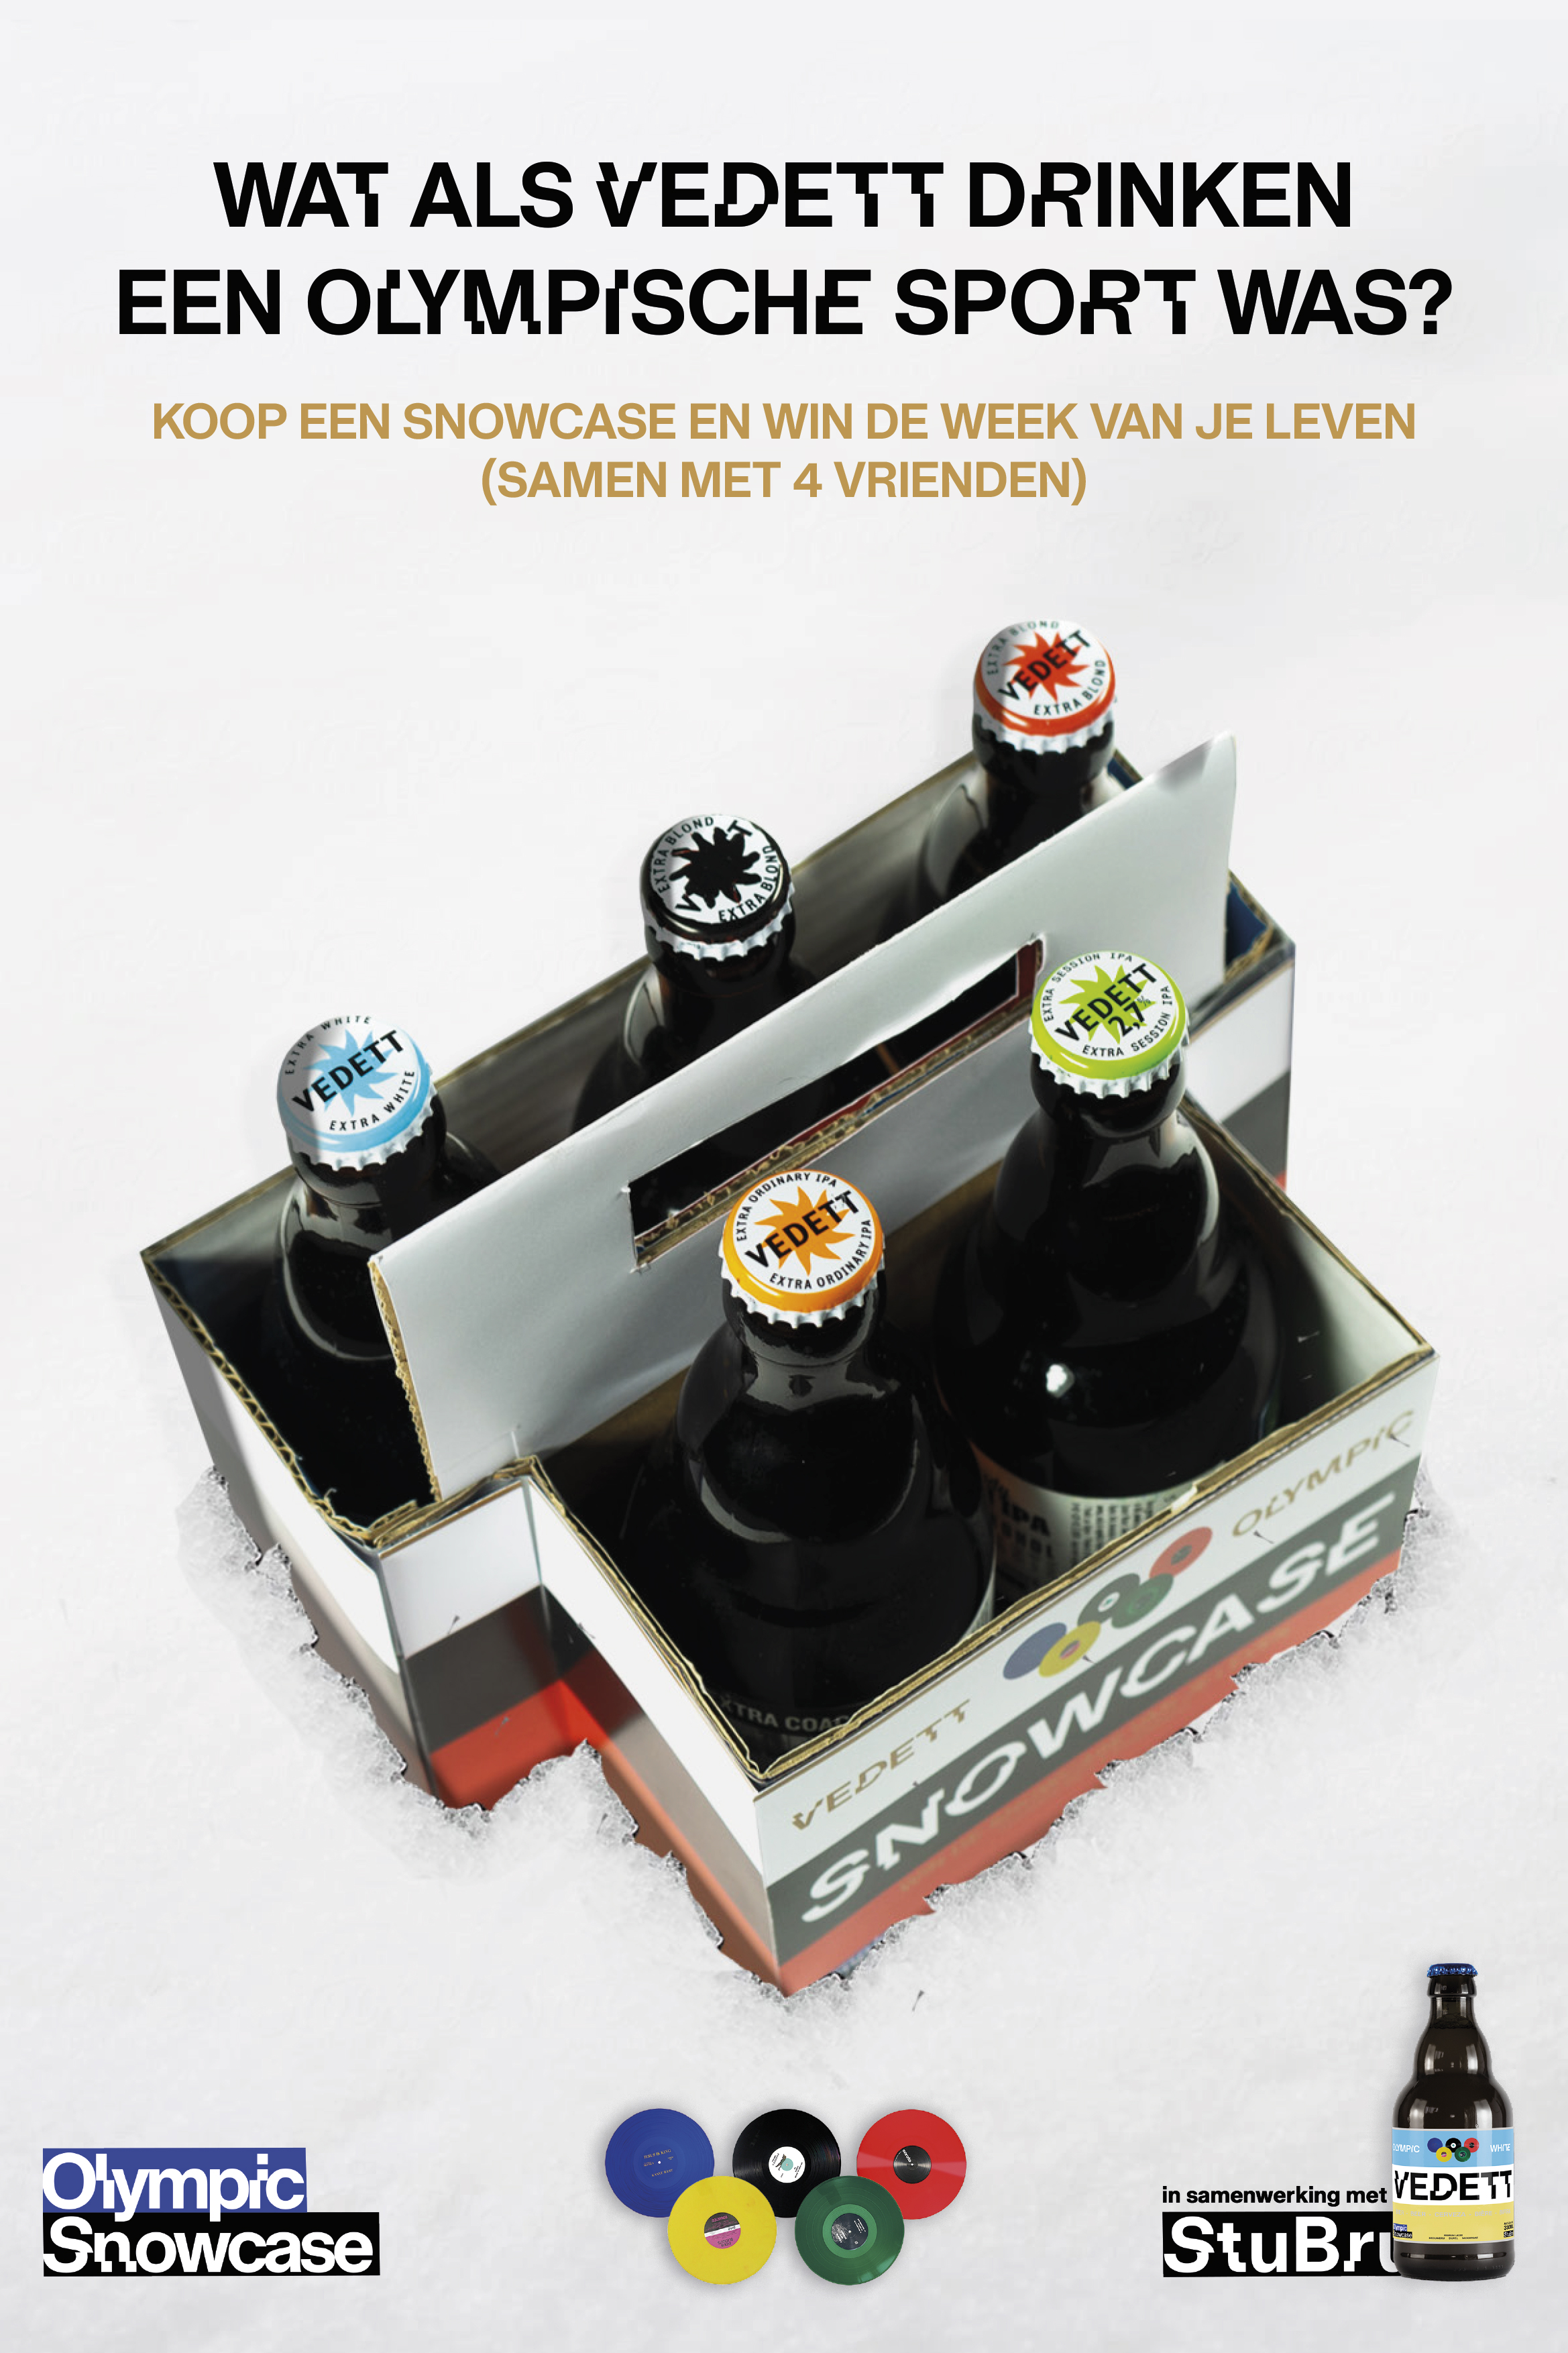 WAT ALS VEDETT DRINKEN
EEN OLYMPISCHE SPORT WAS?
KOOP EEN SNOWCASE EN WIN DE WEEK VAN JE LEVEN
(SAMEN MET 4 VRIENDEN)
EXTRA BLOND
VEDETT
EXTRA BLOND
EXTRA BLOND
EXTRA BLOND
EXTRA SESSION IPA
VEDETT
2,7%
EXTRA SESSION IPA
EXTRA WHITE
VEDETT
EXTRA WHITE
EXTRA ORDINARY IPA
VEDETT
EXTRA ORDINARY IPA
IPA
VEDETT OLYMPIC
SNOWCASE
Olympic
Snowcase
in samenwerking met
StuBru
OLYMPIC WHITE
VEDETT